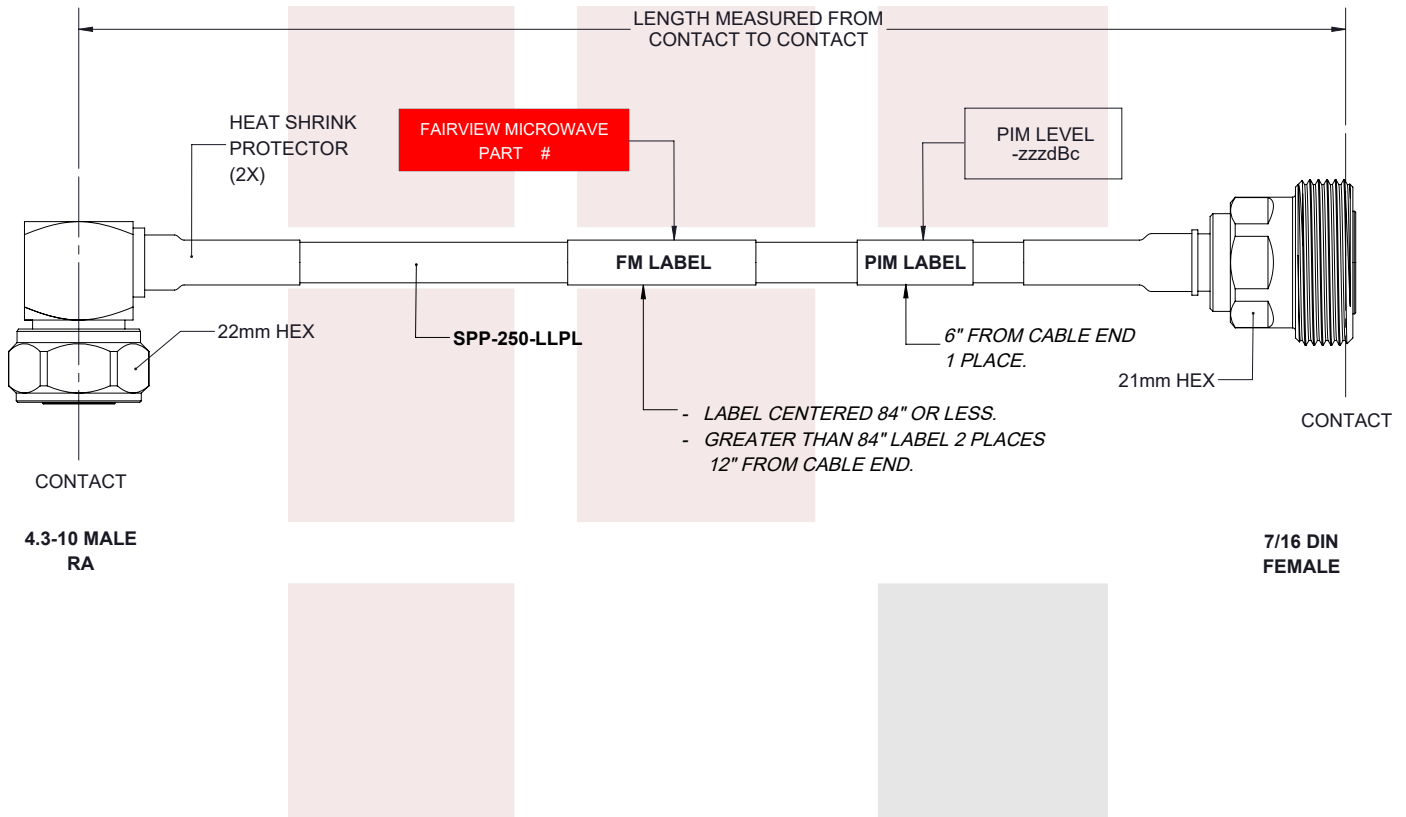 LENGTH MEASURED FROM
CONTACT TO CONTACT
HEAT SHRINK
PROTECTOR
(2X)
FAIRVIEW MICROWAVE
PART #
PIM LEVEL
-zzzdBc
FM LABEL
PIM LABEL
22mm HEX
SPP-250-LLPL
6" FROM CABLE END
1 PLACE.
21mm HEX
- LABEL CENTERED 84" OR LESS.
- GREATER THAN 84" LABEL 2 PLACES
12" FROM CABLE END.
CONTACT
CONTACT
4.3-10 MALE
RA
7/16 DIN
FEMALE